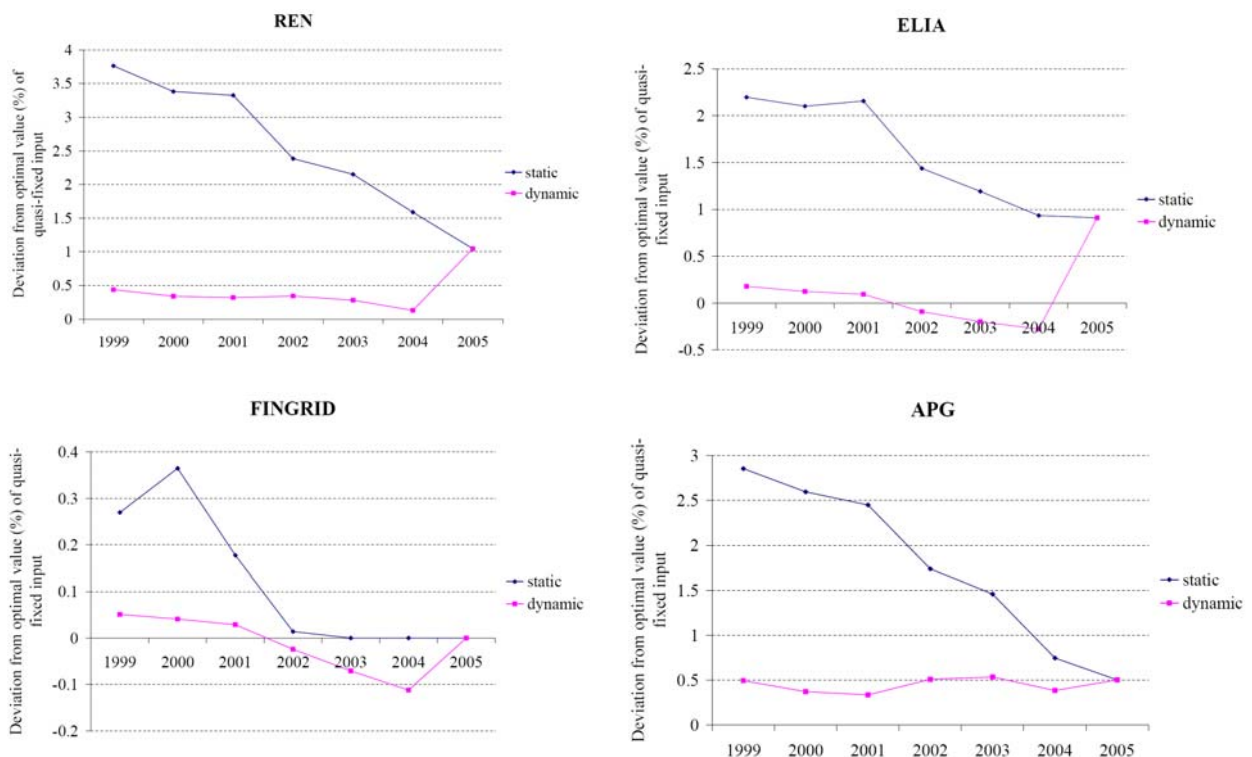 REN
Deviation from optimal value (%) of
quasi-fixed input
4
3.5
3
2.5
2
1.5
1
0.5
0
1999 2000 2001 2002 2003 2004 2005
static
dynamic
ELIA
Deviation from optimal value (%) of quasi-
fixed input
2.5
2
1.5
1
0.5
0
-0.5
1999 2000 2001 2002 2003 2004 2005
static
dynamic
FINGRID
Deviation from optimal value (%) of quasi-
fixed input
0.4
0.3
0.2
0.1
0
-0.1
-0.2
1999 2000 2001 2002 2003 2004 2005
static
dynamic
APG
Deviation from optimal value (%) of quasi-
fixed input
3
2.5
2
1.5
1
0.5
0
1999 2000 2001 2002 2003 2004 2005
static
dynamic